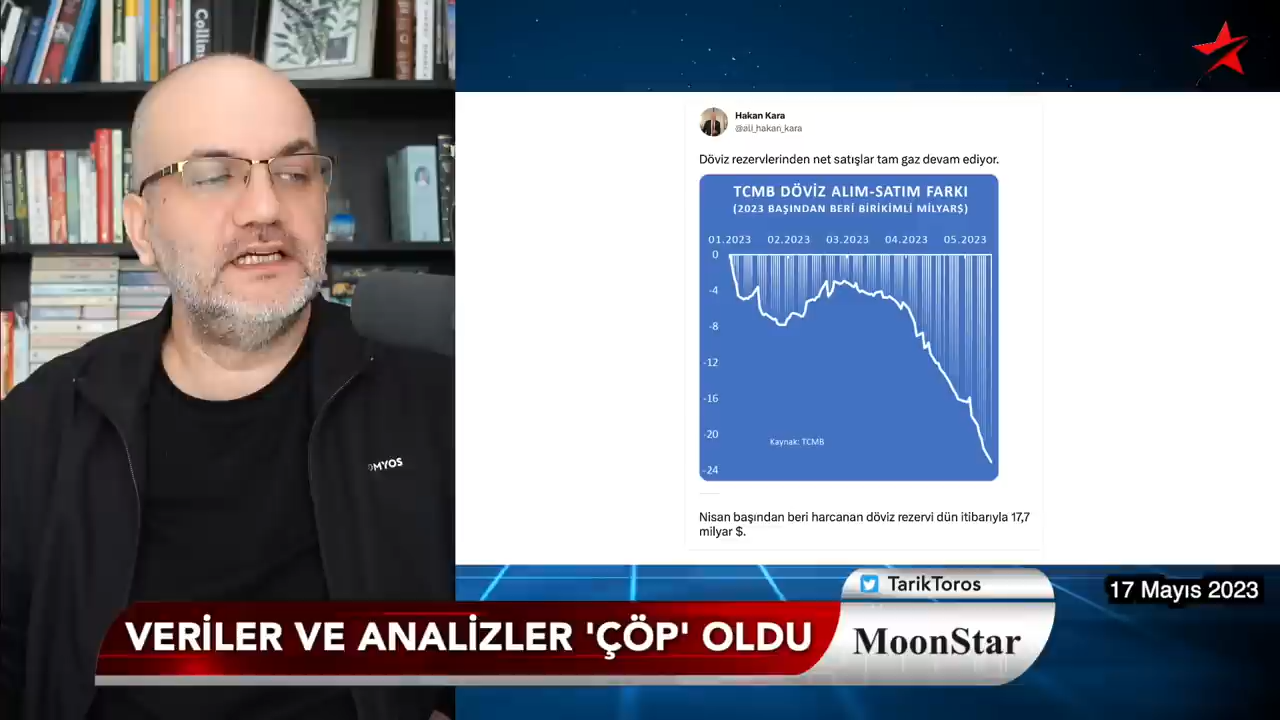 Collins
Hakan Kara
@ali_hakan_kara
Döviz rezervlerinden net satışlar tam gaz devam ediyor.
TCMB DÖVİZ ALIM-SATIM FARKI
(2023 BAŞINDAN BERİ BİRİKİMLİ MİLYAR$)
01.2023 02.2023 03.2023 04.2023 05.2023
0
-4
-8
-12
-16
-20
-24
Kaynak: TCMB
Nisan başından beri harcanan döviz rezervi dün itibarıyla 17,7
milyar $.
OMYOS
TarikToros
17 Mayıs 2023
VERİLER VE ANALİZLER 'ÇÖP' OLDU
MoonStar